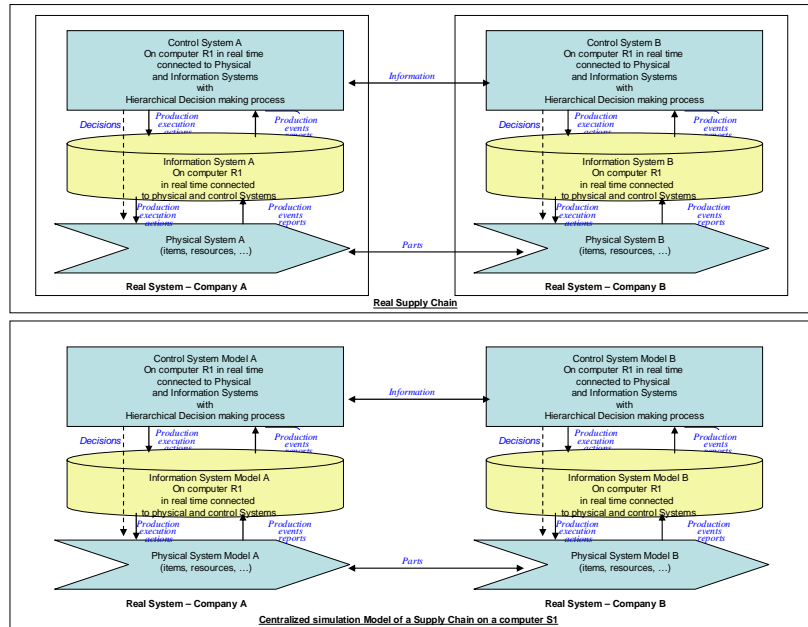 Control System A
On computer R1 in real time
connected to Physical
and Information Systems
with
Hierarchical Decision making process
Control System B
On computer R1 in real time
connected to Physical
and Information Systems
with
Hierarchical Decision making process
Information
Decisions
Production
execution
actions
Production
events
reports
Decisions
Production
execution
actions
Production
events
reports
Information System A
On computer R1
in real time connected
to physical and control Systems
Information System B
On computer R1
in real time connected
to physical and control Systems
Production
execution
actions
Production
events
reports
Production
execution
actions
Production
events
reports
Physical System A
(items, resources, ...)
Parts
Physical System B
(items, resources, ...)
Real System – Company A
Real System – Company B
Real Supply Chain
Control System Model A
On computer R1 in real time
connected to Physical
and Information Systems
with
Hierarchical Decision making process
Control System Model B
On computer R1 in real time
connected to Physical
and Information Systems
with
Hierarchical Decision making process
Information
Decisions
Production
execution
actions
Production
events
reports
Decisions
Production
execution
actions
Production
events
reports
Information System Model A
On computer R1
in real time connected
to physical and control Systems
Information System Model B
On computer R1
in real time connected
to physical and control Systems
Production
execution
actions
Production
events
reports
Production
execution
actions
Production
events
reports
Physical System Model A
(items, resources, ...)
Parts
Physical System Model B
(items, resources, ...)
Real System – Company A
Real System – Company B
Centralized simulation Model of a Supply Chain on a computer S1